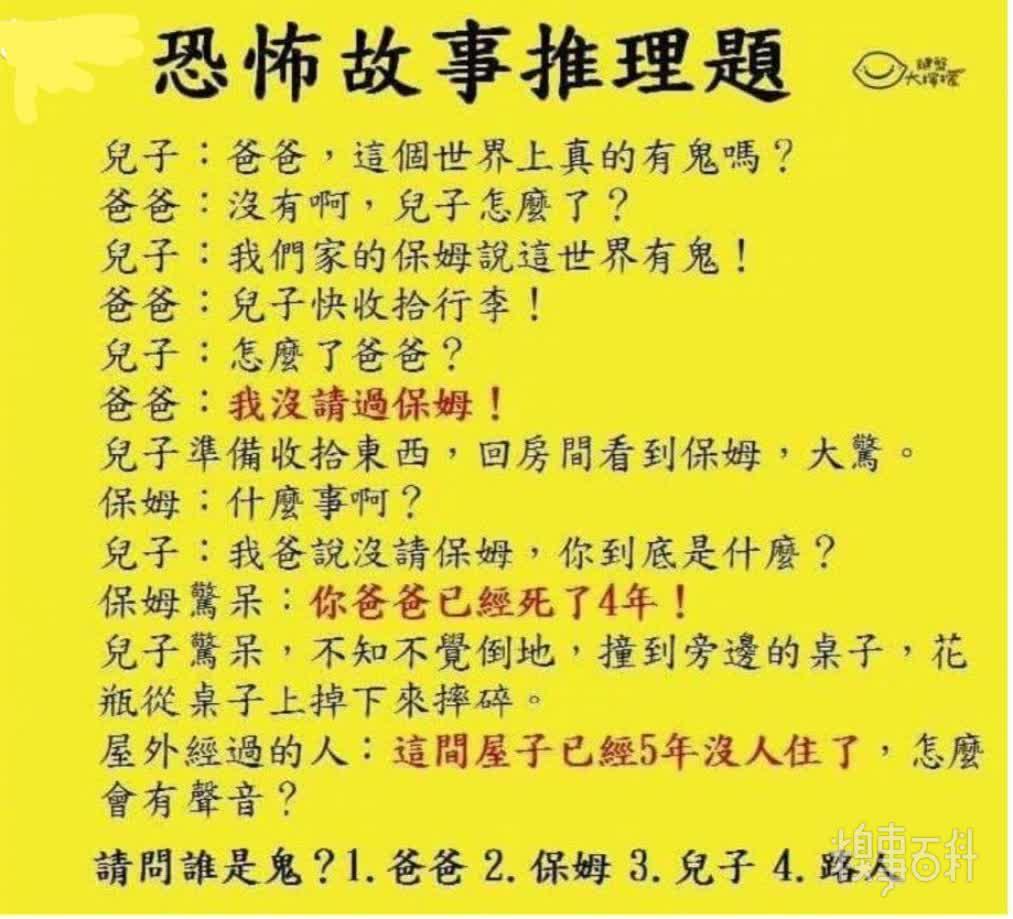 恐怖故事推理題
鍵盤
大檸檬
兒子：爸爸，這個世界上真的有鬼嗎？
爸爸：沒有啊，兒子怎麼了？
兒子：我們家的保姆說這世界有鬼！
爸爸：兒子快收拾行李！
兒子：怎麼了爸爸？
爸爸：我沒請過保姆！
兒子準備收拾東西，回房間看到保姆，大驚。
保姆：什麼事啊？
兒子：我爸說沒請保姆，你到底是什麼？
保姆驚呆：你爸爸已經死了4年！
兒子驚呆，不知不覺倒地，撞到旁邊的桌子，花
瓶從桌子上掉下來摔碎。
屋外經過的人：這間屋子已經5年沒人住了，怎麼
會有聲音？
請問誰是鬼？1. 爸爸 2. 保姆 3. 兒子 4. 路人
糗事百科